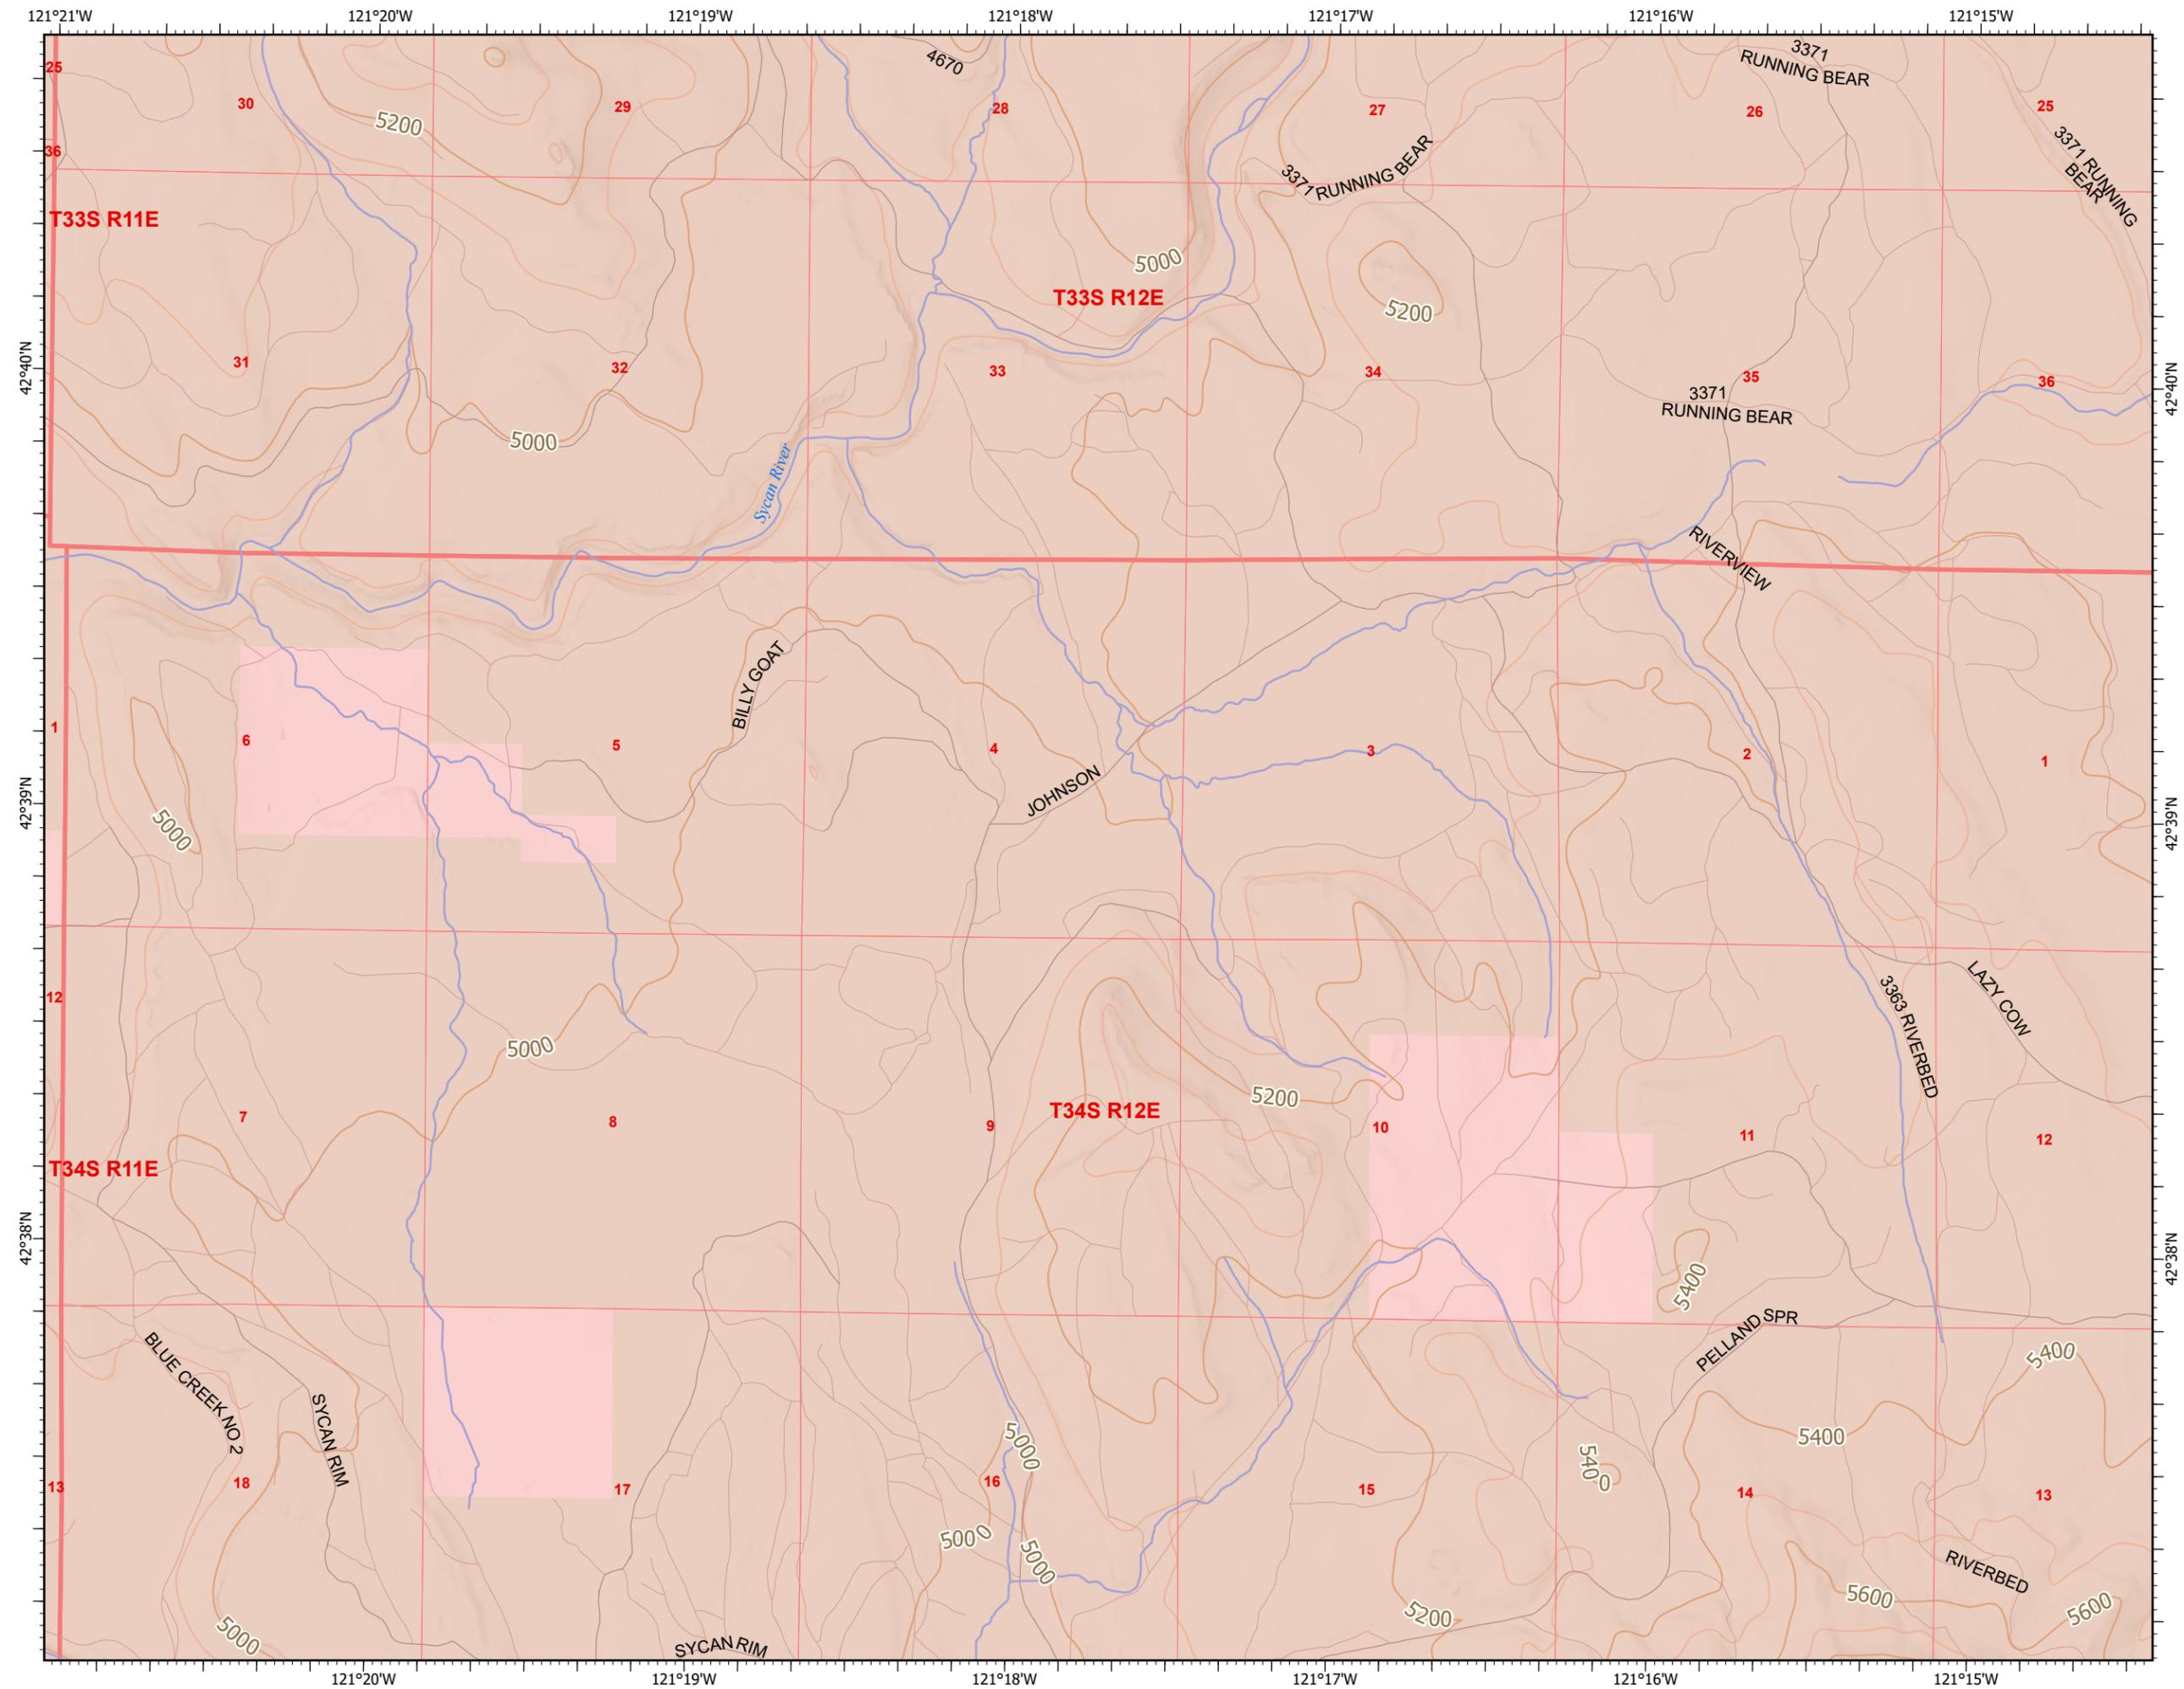 121°21'W 121°20'W 121°19'W 121°18'W 121°17'W 121°16'W 121°15'W
25
4670
3371
RUNNING BEAR
30
29
28
27
26
25
5200
36
3371 RUNNING BEAR
3371 RUNNING
BEAR
T33S R11E
5000
T33S R12E
5200
42°40'N
31
32
33
34
35
36
42°40'N
3371
RUNNING BEAR
5000
Sycan River
RIVERVIEW
BILLY GOAT
1
6
5
4
3
2
1
JOHNSON
42°39'N
5000
42°39'N
LAZY COW
12
3363 RIVERBED
5000
5200
T34S R12E
7
8
9
10
11
12
T34S R11E
42°38'N
42°38'N
5400
PELLAND SPR
5400
BLUE CREEK NO 2
SYCAN RIM
5000
5400
5400
13
18
17
16
15
14
13
5000
5000
RIVERBED
5600
5600
5200
5000
SYCAN RIM
121°20'W 121°19'W 121°18'W 121°17'W 121°16'W 121°15'W